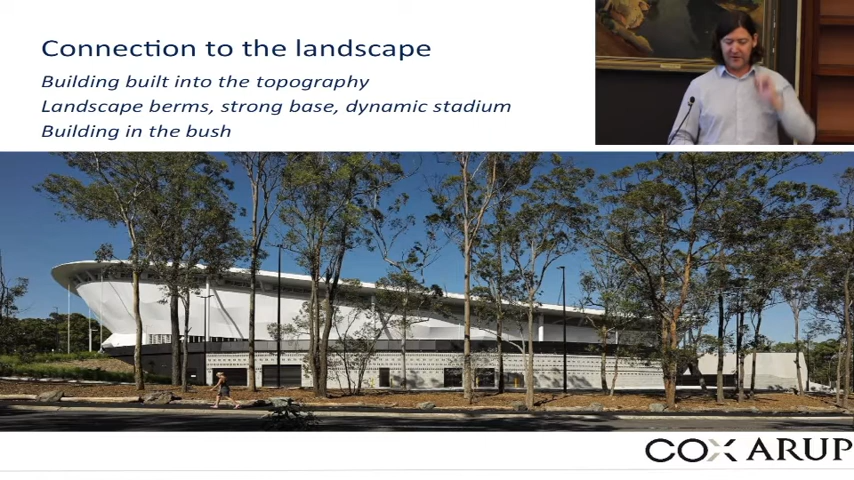 Connection to the landscape
Building built into the topography
Landscape berms, strong base, dynamic stadium
Building in the bush
COX ARUP